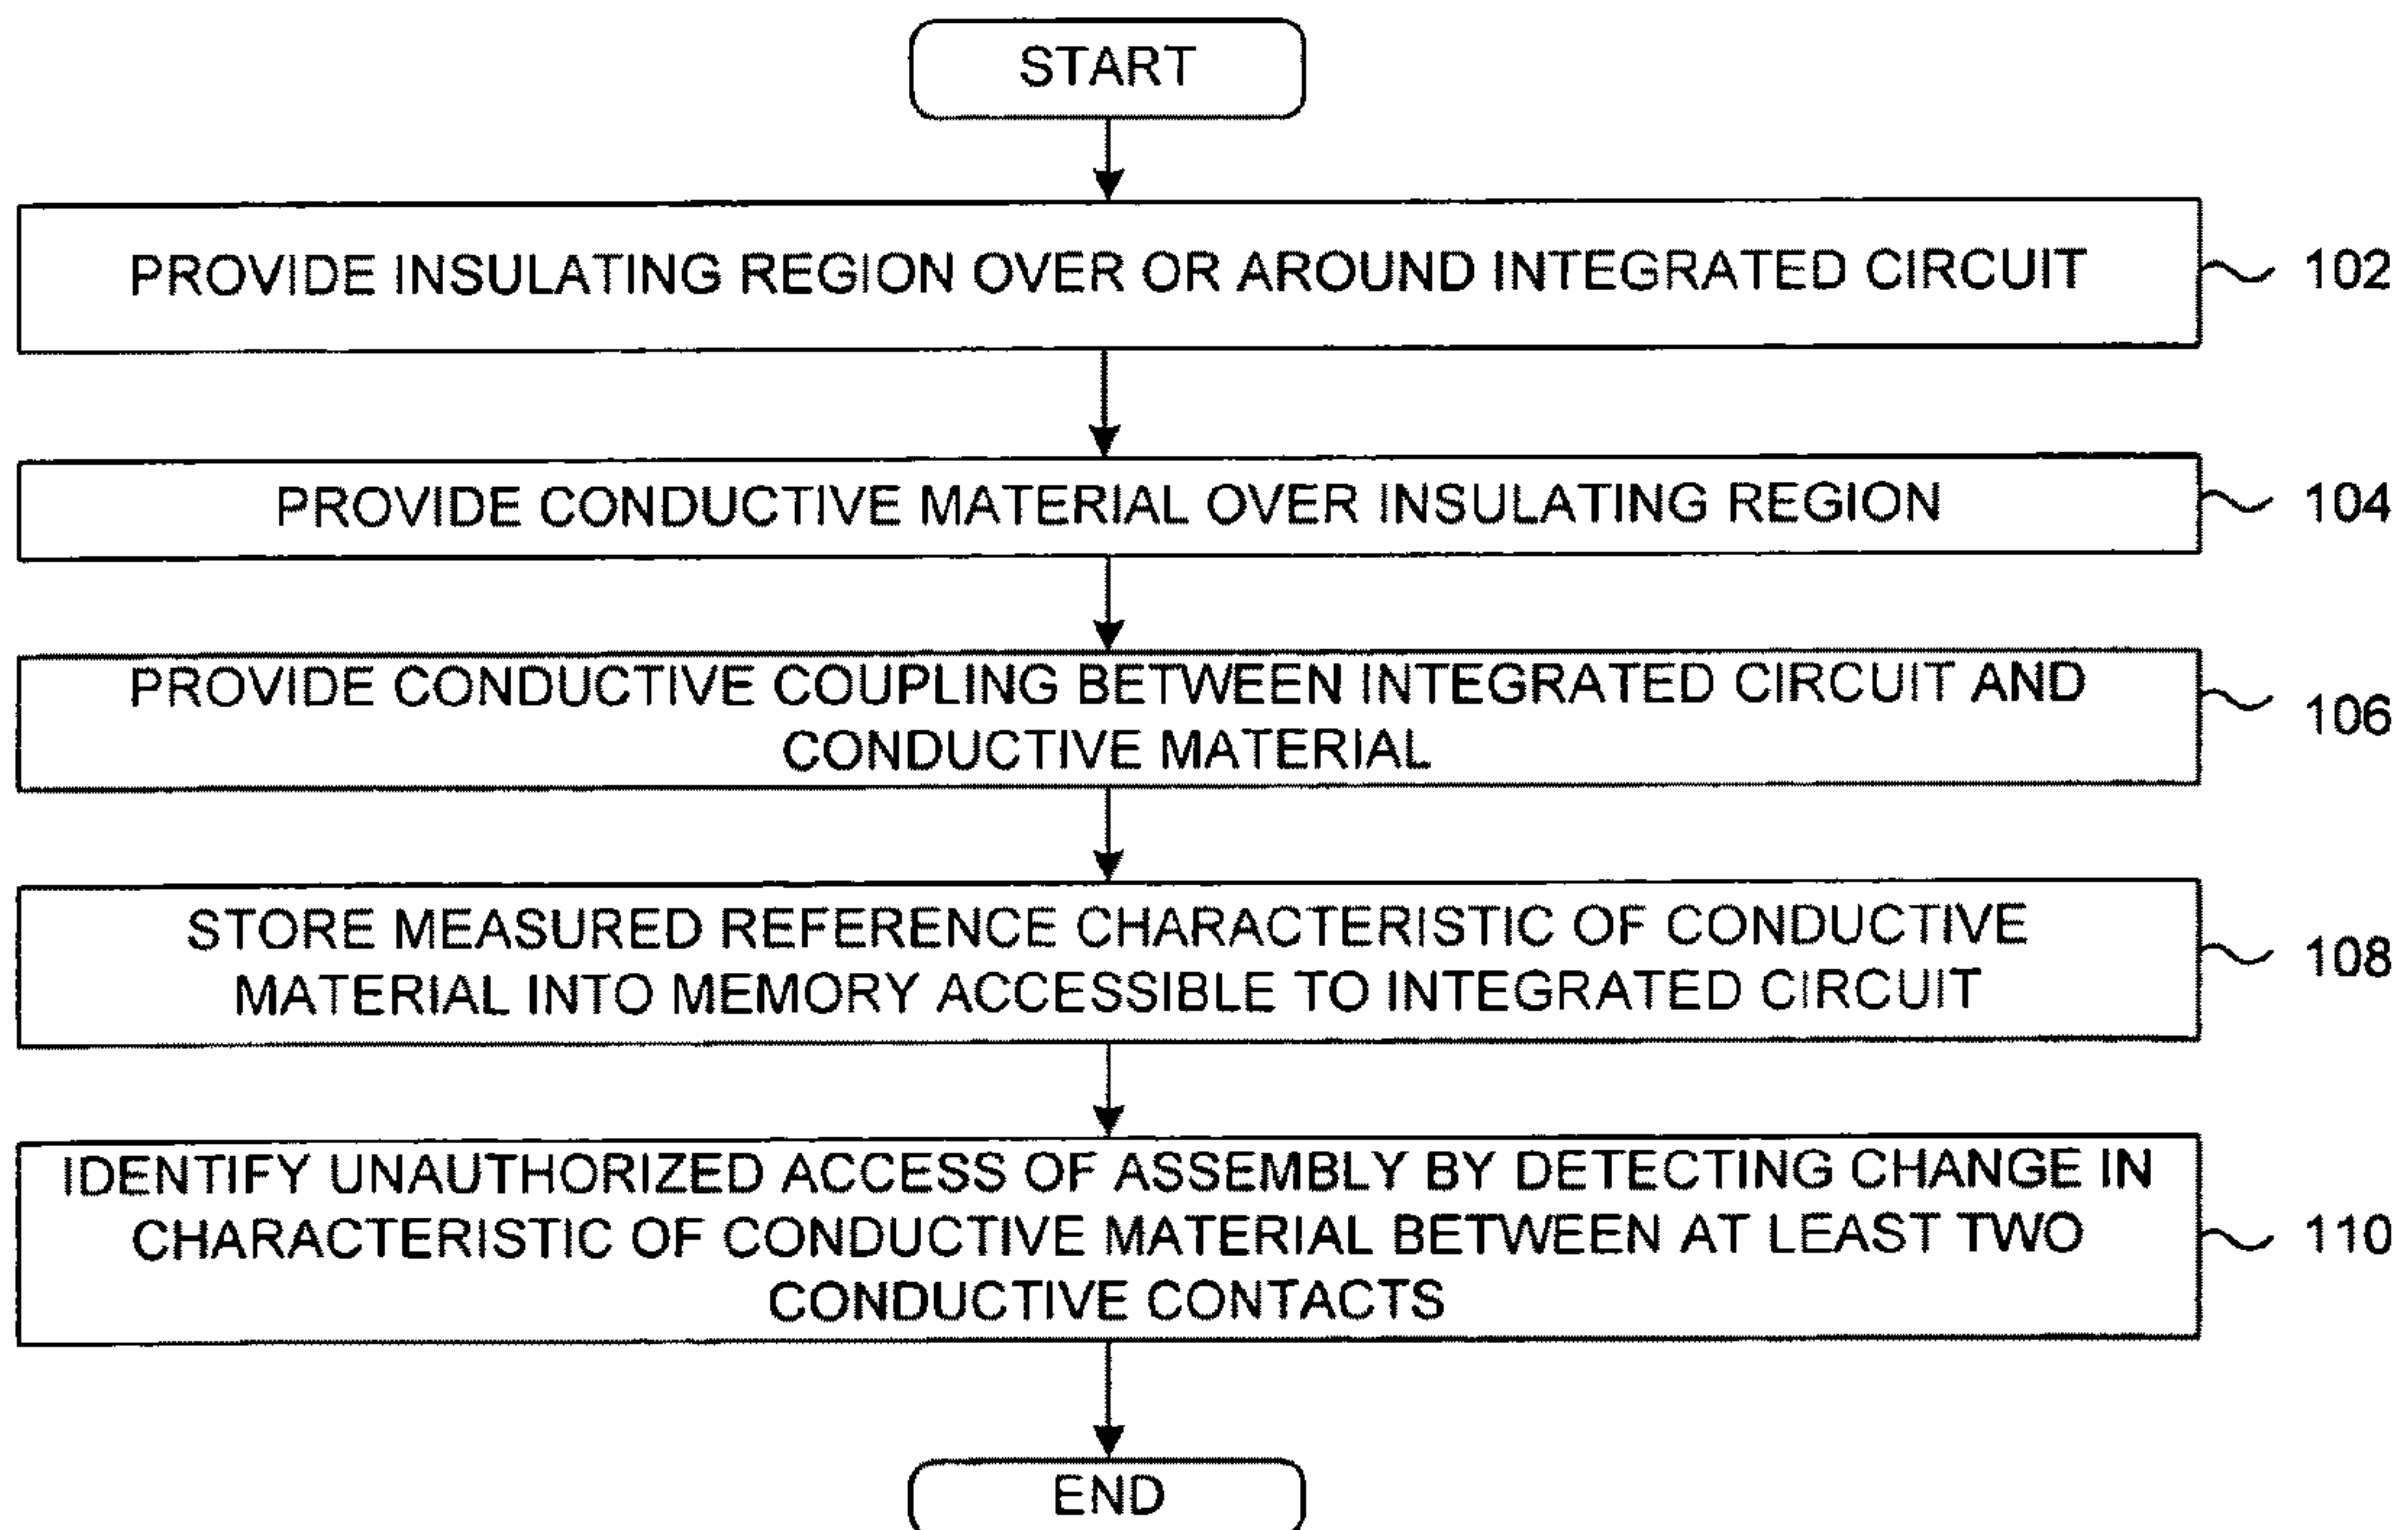 START
PROVIDE INSULATING REGION OVER OR AROUND INTEGRATED CIRCUIT
102
PROVIDE CONDUCTIVE MATERIAL OVER INSULATING REGION
104
PROVIDE CONDUCTIVE COUPLING BETWEEN INTEGRATED CIRCUIT AND
CONDUCTIVE MATERIAL
106
STORE MEASURED REFERENCE CHARACTERISTIC OF CONDUCTIVE
MATERIAL INTO MEMORY ACCESSIBLE TO INTEGRATED CIRCUIT
108
IDENTIFY UNAUTHORIZED ACCESS OF ASSEMBLY BY DETECTING CHANGE IN
CHARACTERISTIC OF CONDUCTIVE MATERIAL BETWEEN AT LEAST TWO
CONDUCTIVE CONTACTS
110
END